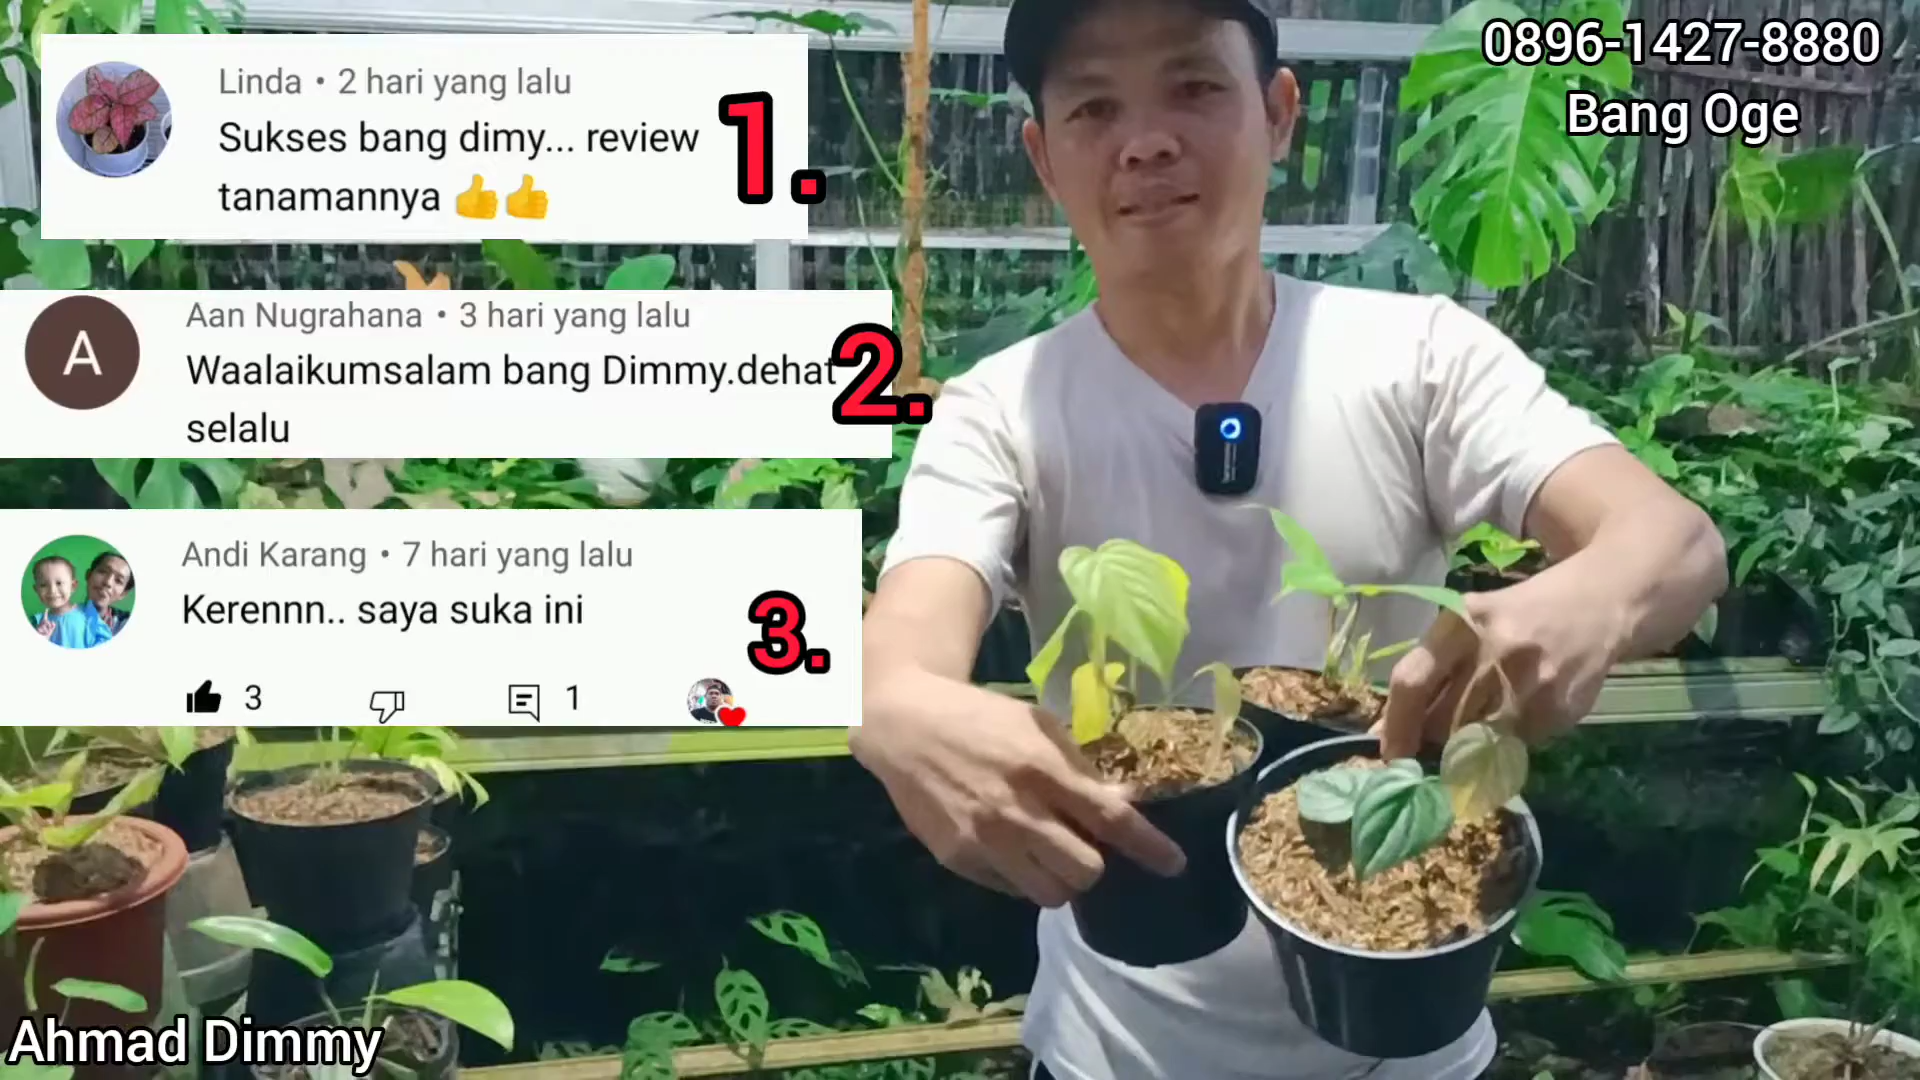 Linda • 2 hari yang lalu
Sukses bang dimy... review
tanamannya 👍👍
1.
Aan Nugrahana • 3 hari yang lalu
Waalaikumsalam bang Dimmy.dehat
selalu
2.
A
Andi Karang • 7 hari yang lalu
Kerennn.. saya suka ini
3.
3
1
0896-1427-8880
Bang Oge
Ahmad Dimmy